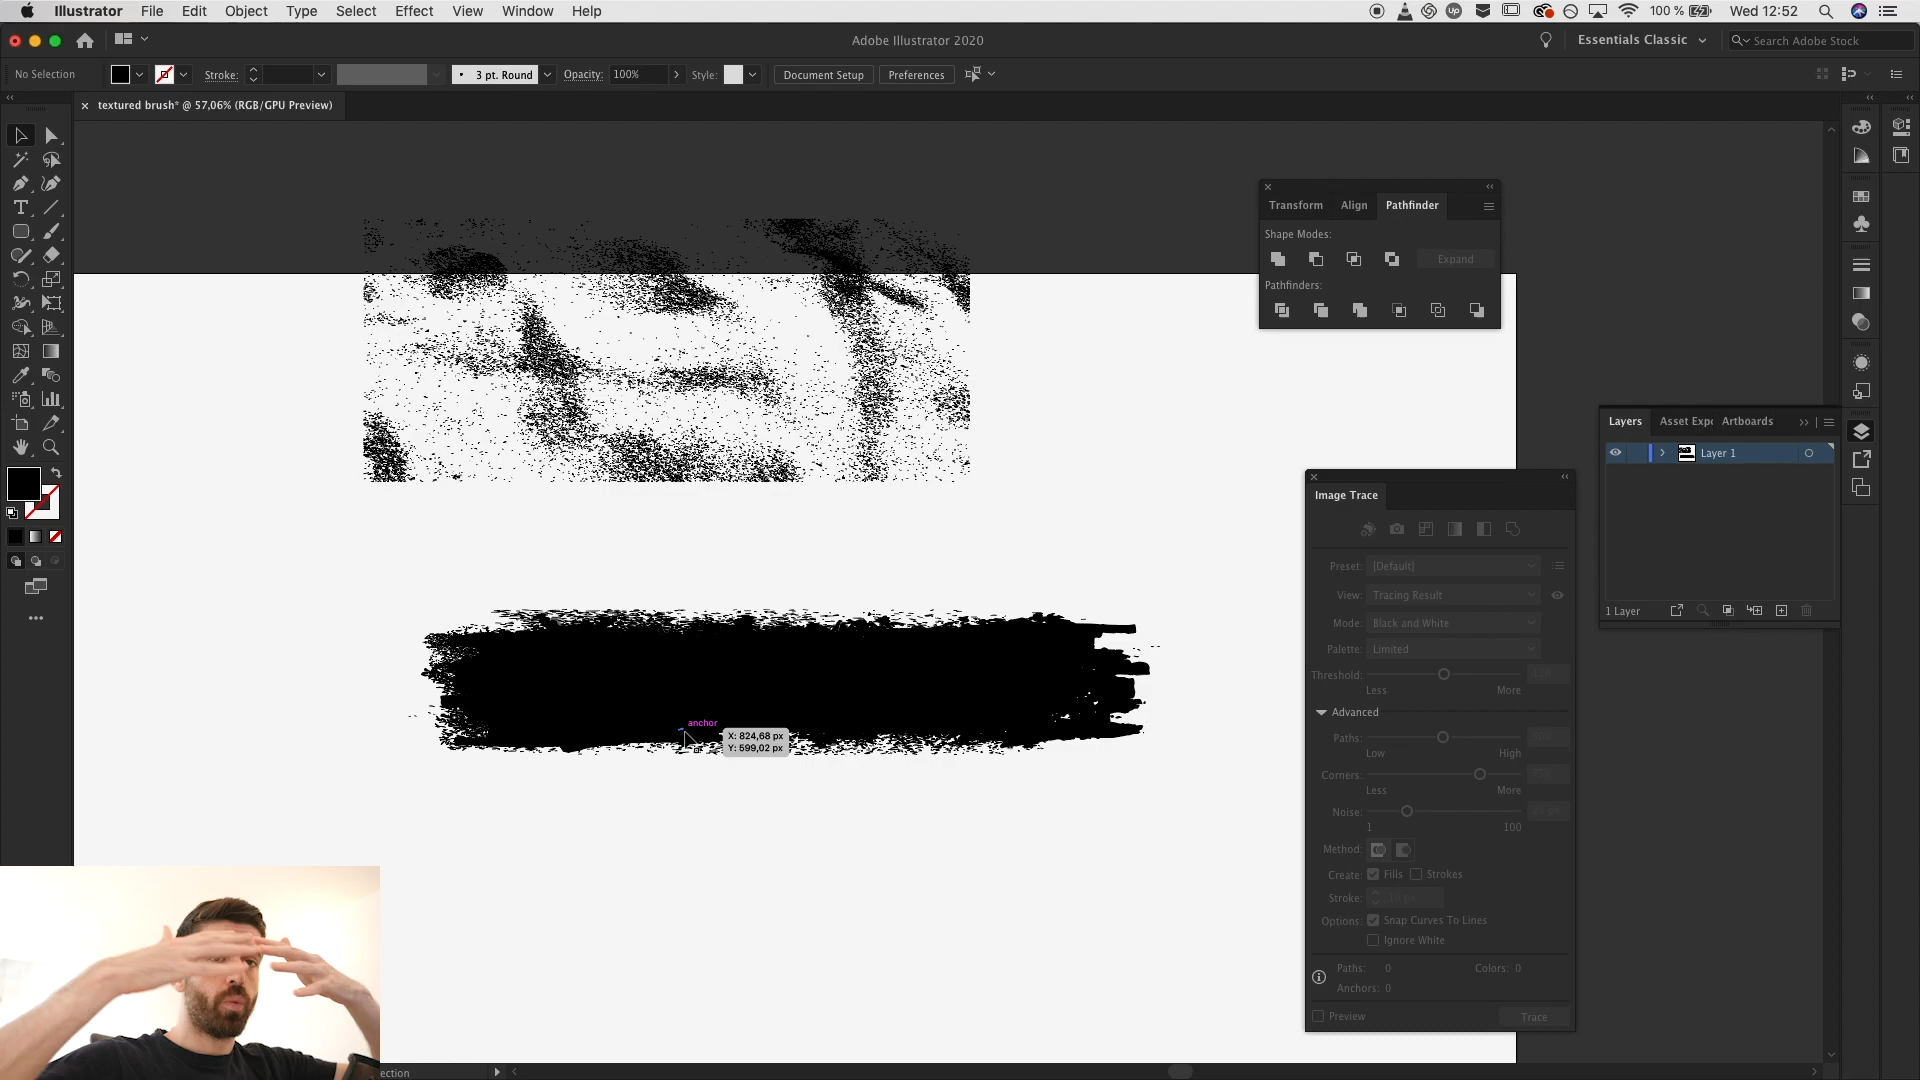 Illustrator File Edit Object Type Select Effect View Window Help
Up 100 % Wed 12:52
Adobe Illustrator 2020
Essentials Classic
Search Adobe Stock
No Selection Stroke: 3 pt. Round Opacity: 100% Style: Document Setup Preferences
textured brush* @ 57,06% (RGB/GPU Preview)
Transform Align Pathfinder
Shape Modes:
Expand
Pathfinders:
Layers Asset Expo Artboards
Layer 1
1 Layer
Image Trace
Preset: [Default]
View: Tracing Result
Mode: Black and White
Palette: Limited
Threshold:
Less More
Advanced
Paths:
Low High
Corners:
Less More
Noise:
1 100
Method:
Create: Fills Strokes
Stroke:
Options: Snap Curves To Lines
Ignore White
Paths: 0 Colors: 0
Anchors: 0
Preview Trace
anchor
X: 824,68 px
Y: 599,02 px
ection